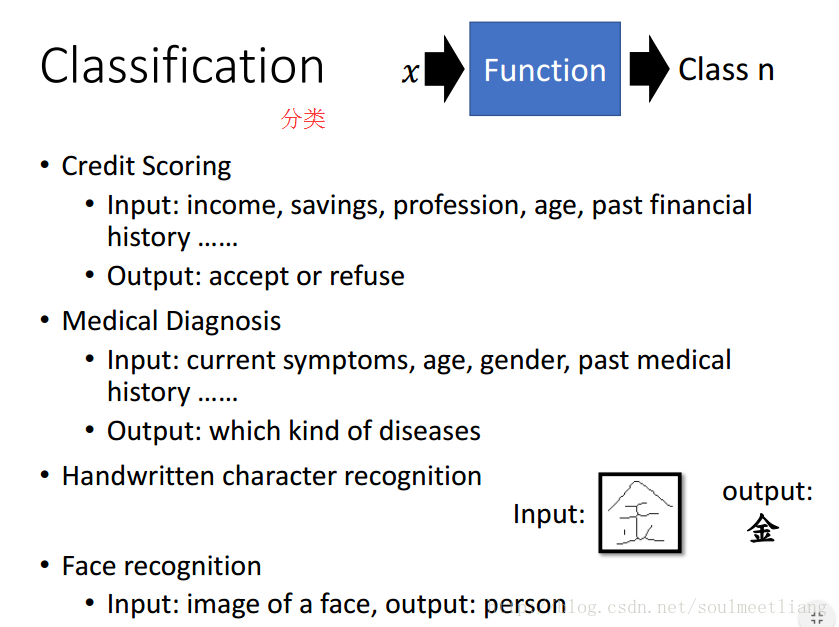 Classification
x
Function
Class n
分类
• Credit Scoring
• Input: income, savings, profession, age, past financial
history ……
• Output: accept or refuse
• Medical Diagnosis
• Input: current symptoms, age, gender, past medical
history ……
• Output: which kind of diseases
• Handwritten character recognition
Input:
金
output:
金
• Face recognition
• Input: image of a face, output: person
http://blog.csdn.net/soulmeetliang